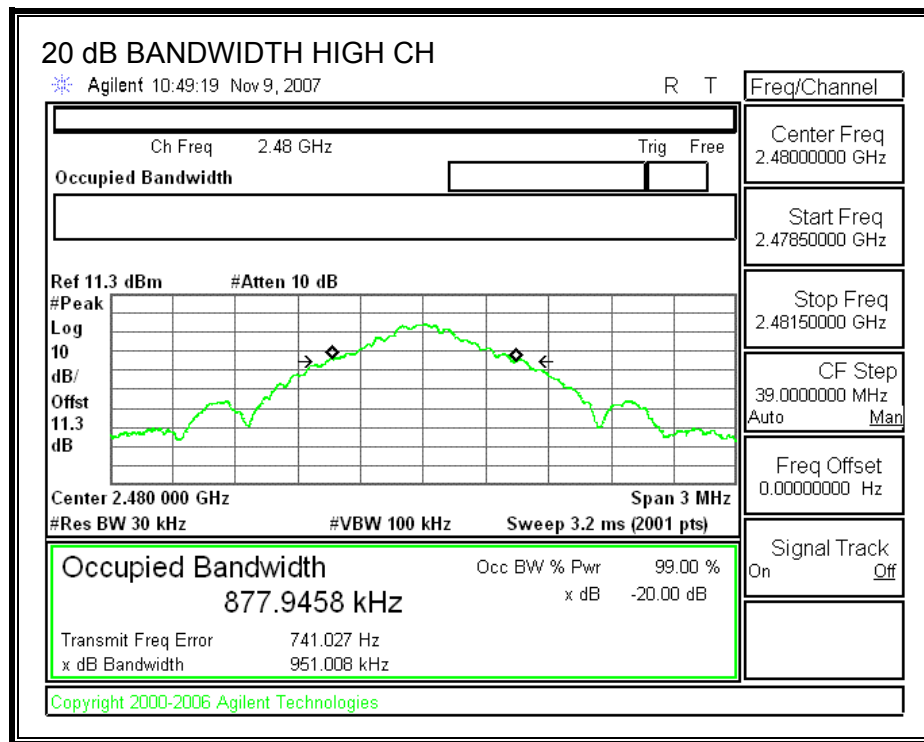 20 dB BANDWIDTH HIGH CH
Agilent 10:49:19 Nov 9, 2007 R T
Freq/Channel
Ch Freq 2.48 GHz Trig Free
Occupied Bandwidth
Center Freq
2.48000000 GHz
Start Freq
2.47850000 GHz
Stop Freq
2.48150000 GHz
CF Step
39.0000000 MHz
Auto Man
Freq Offset
0.00000000 Hz
Signal Track
On Off
Ref 11.3 dBm #Atten 10 dB
#Peak
Log
10
dB/
Offst
11.3
dB
Center 2.480 000 GHz Span 3 MHz
#Res BW 30 kHz #VBW 100 kHz Sweep 3.2 ms (2001 pts)
Occupied Bandwidth Occ BW % Pwr 99.00 %
877.9458 kHz x dB -20.00 dB
Transmit Freq Error 741.027 Hz
x dB Bandwidth 951.008 kHz
Copyright 2000-2006 Agilent Technologies